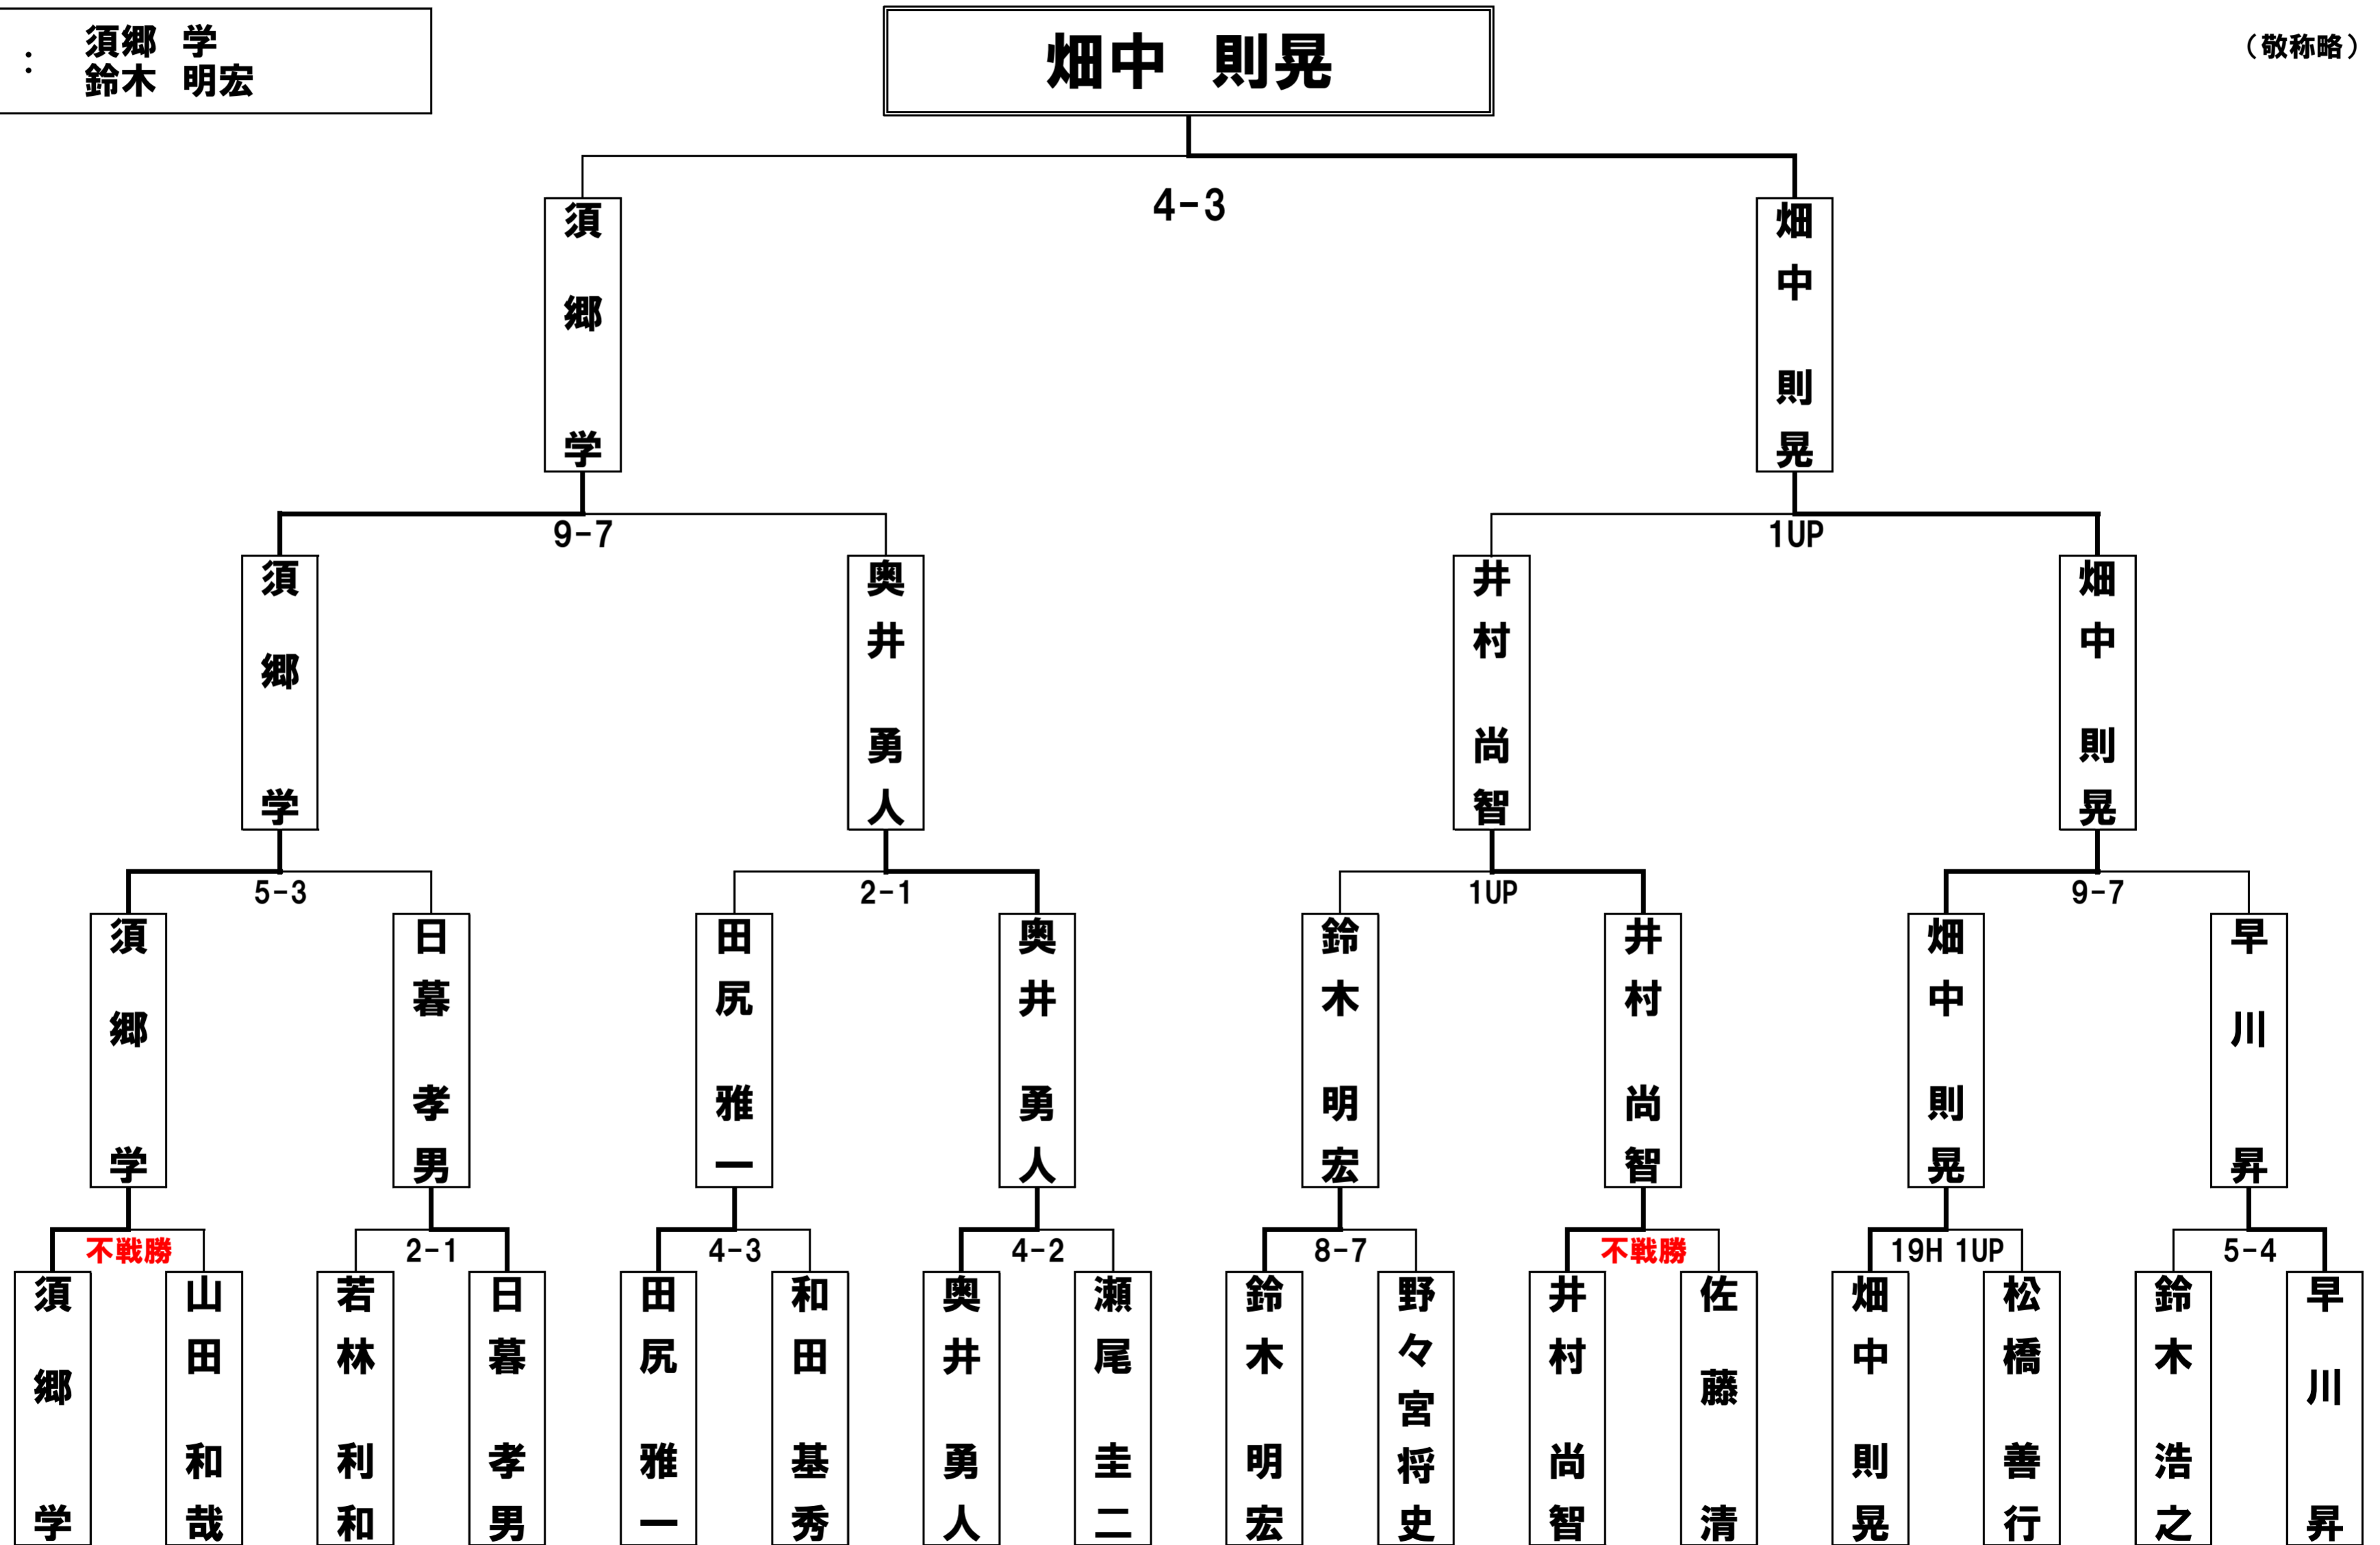 : 須郷 学
: 鈴木 明宏
畑中 則晃
（敬称略）
4-3
須郷 学
畑中 則晃
9-7
1UP
須郷 学
奥井 勇人
井村 尚智
畑中 則晃
5-3
2-1
1UP
9-7
須郷 学
日暮 孝男
田尻 雅一
奥井 勇人
鈴木 明宏
井村 尚智
畑中 則晃
早川 昇
不戦勝
2-1
4-3
4-2
8-7
不戦勝
19H 1UP
5-4
須郷 学
山田 和哉
若林 利和
日暮 孝男
田尻 雅一
和田 基秀
奥井 勇人
瀬尾 圭二
鈴木 明宏
野々宮将史
井村 尚智
佐藤 清
畑中 則晃
松橋 善行
鈴木 浩之
早川 昇